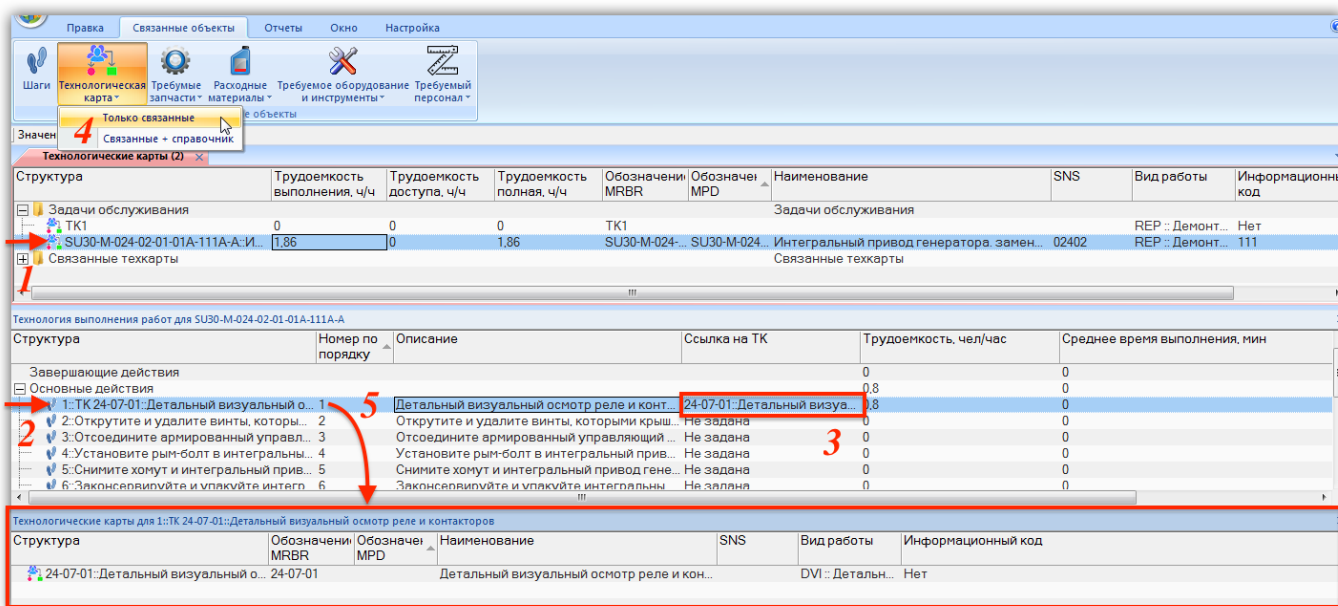 Правка Связанные объекты Отчеты Окно Настройка
Шаги Технологическая карта Требумые запчасти Расходные материалы Требуемое оборудование и инструменты Требуемый персонал
е объекты
Только связанные
4 Связанные + справочник
Значен
Технологические карты (2)
Структура Трудоемкость выполнения, ч/ч Трудоемкость доступа, ч/ч Трудоемкость полная, ч/ч Обозначени MRBR Обозначе MPD Наименование SNS Вид работы Информационны код
Задачи обслуживания Задачи обслуживания
ТК1 0 0 0 ТК1 REP :: Демонт... Нет
SU30-M-024-02-01-01A-111A-A::И... 1,86 0 1,86 SU30-M-024-... SU30-M-024... Интегральный привод генератора. замен... 02402 REP :: Демонт... 111
Связанные техкарты Связанные техкарты
1
Технология выполнения работ для SU30-M-024-02-01-01A-111A-A
Структура Номер по порядку Описание Ссылка на ТК Трудоемкость, чел/час Среднее время выполнения, мин
Завершающие действия 0 0
Основные действия 0,8 0
1::ТК 24-07-01::Детальный визуальный о... 1 5 Детальный визуальный осмотр реле и конт... 24-07-01::Детальный визуа... 0,8 0
2::Открутите и удалите винты, которы... 2 Открутите и удалите винты, которыми крыш... Не задана 0 0
2 3::Отсоедините армированный управл... 3 Отсоедините армированный управляющий ... Не задана 3 0 0
4::Установите рым-болт в интегральны... 4 Установите рым-болт в интегральный прив... Не задана 0 0
5::Снимите хомут и интегральный прив... 5 Снимите хомут и интегральный привод гене... Не задана 0 0
6::Законсервируйте и упакуйте интегр 6 Законсервируйте и упакуйте интегральны Не задана 0 0
Технологические карты для 1::ТК 24-07-01::Детальный визуальный осмотр реле и контакторов
Структура Обозначени MRBR Обозначе MPD Наименование SNS Вид работы Информационный код
24-07-01::Детальный визуальный о... 24-07-01 Детальный визуальный осмотр реле и кон... DVI :: Детальн... Нет